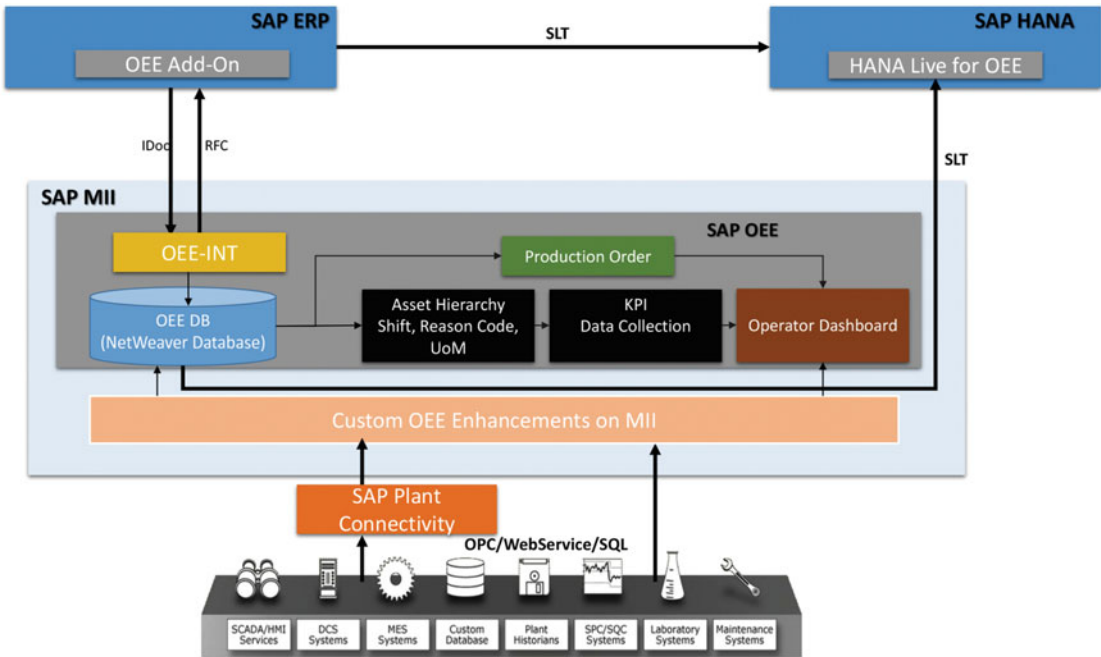 SAP ERP
SLT
SAP HANA
OEE Add-On
HANA Live for OEE
IDoc
RFC
SLT
SAP MII
SAP OEE
OEE-INT
Production Order
OEE DB
(NetWeaver Database)
Asset Hierarchy
Shift, Reason Code,
UoM
KPI
Data Collection
Operator Dashboard
Custom OEE Enhancements on MII
SAP Plant
Connectivity
OPC/WebService/SQL
SCADA/HMI
Services
DCS
Systems
MES
Systems
Custom
Database
Plant
Historians
SPC/SQC
Systems
Laboratory
Systems
Maintenance
Systems